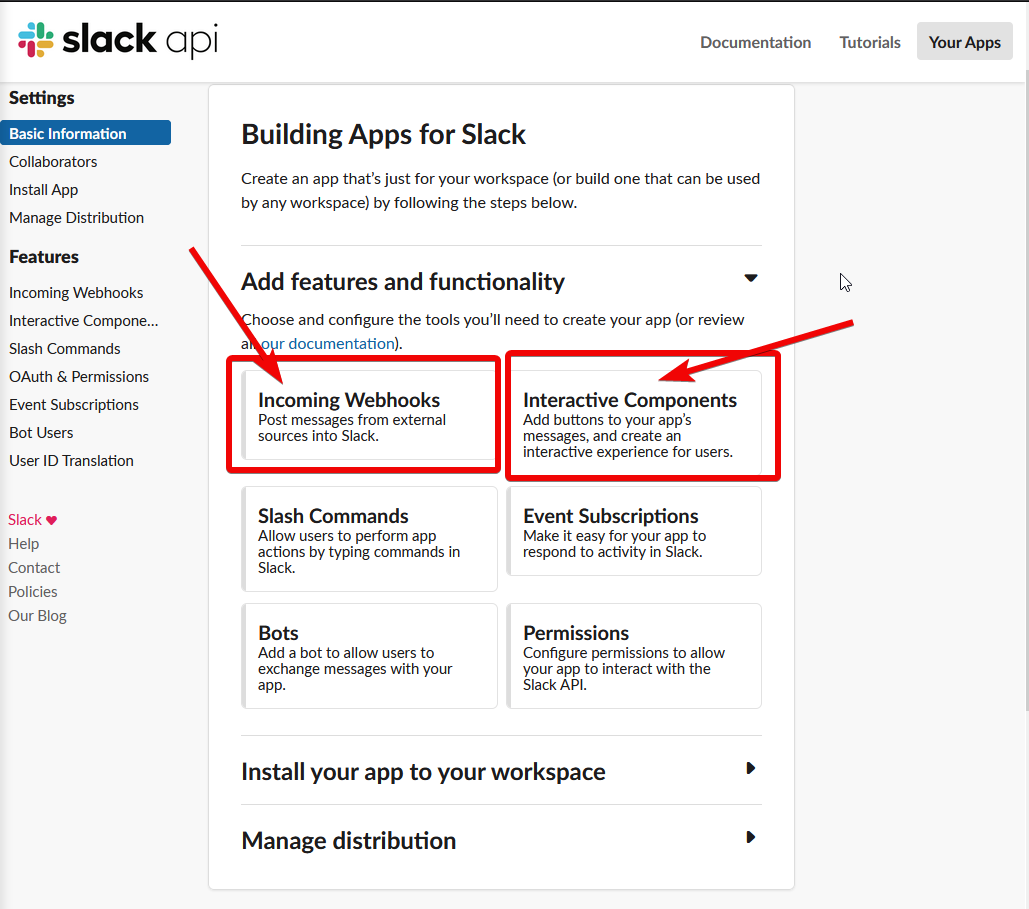 slack api
Documentation
Tutorials
Your Apps
Settings
Basic Information
Collaborators
Install App
Manage Distribution
Features
Incoming Webhooks
Interactive Compone...
Slash Commands
OAuth & Permissions
Event Subscriptions
Bot Users
User ID Translation
Slack ♥
Help
Contact
Policies
Our Blog
Building Apps for Slack
Create an app that’s just for your workspace (or build one that can be used
by any workspace) by following the steps below.
Add features and functionality
Choose and configure the tools you’ll need to create your app (or review
our documentation).
Incoming Webhooks
Post messages from external
sources into Slack.
Interactive Components
Add buttons to your app’s
messages, and create an
interactive experience for users.
Slash Commands
Allow users to perform app
actions by typing commands in
Slack.
Event Subscriptions
Make it easy for your app to
respond to activity in Slack.
Bots
Add a bot to allow users to
exchange messages with your
app.
Permissions
Configure permissions to allow
your app to interact with the
Slack API.
Install your app to your workspace
Manage distribution